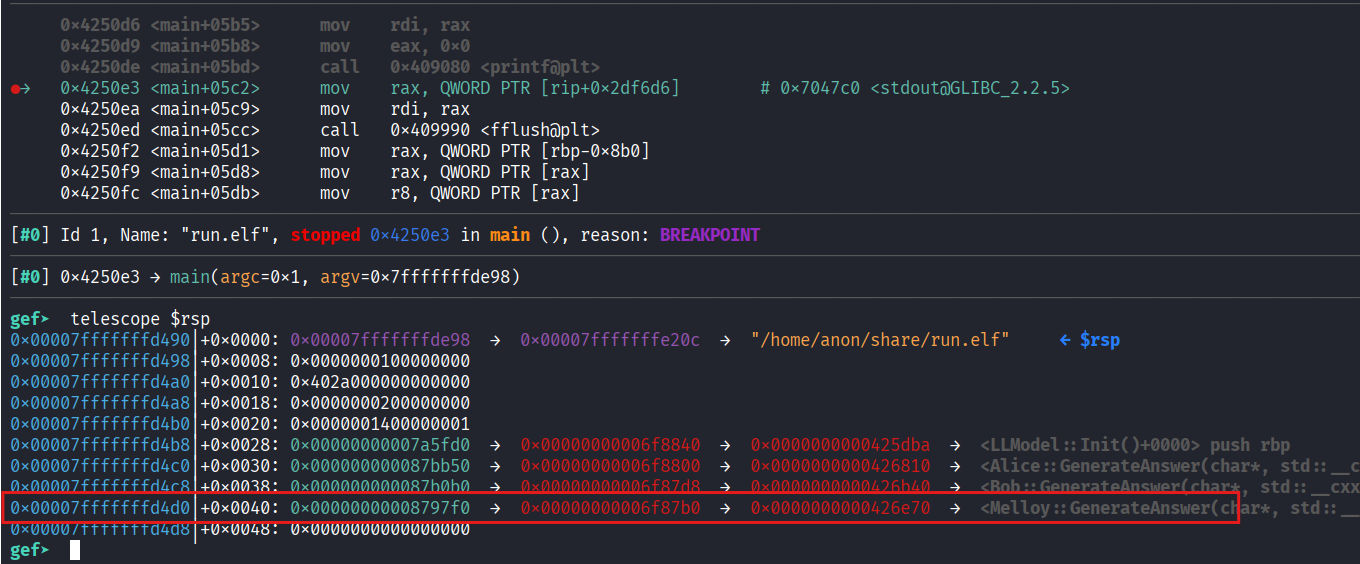 0×4250d6 <main+05b5> mov rdi, rax
0×4250d9 <main+05b8> mov eax, 0×0
0×4250de <main+05bd> call 0×409080 <printf@plt>
●→ 0×4250e3 <main+05c2> mov rax, QWORD PTR [rip+0×2df6d6] # 0×7047c0 <stdout@GLIBC_2.2.5>
0×4250ea <main+05c9> mov rdi, rax
0×4250ed <main+05cc> call 0×409990 <fflush@plt>
0×4250f2 <main+05d1> mov rax, QWORD PTR [rbp-0×8b0]
0×4250f9 <main+05d8> mov rax, QWORD PTR [rax]
0×4250fc <main+05db> mov r8, QWORD PTR [rax]
[#0] Id 1, Name: "run.elf", stopped 0×4250e3 in main (), reason: BREAKPOINT
[#0] 0×4250e3 → main(argc=0×1, argv=0×7fffffffde98)
gef➤ telescope $rsp
0×00007fffffffd490│+0×0000: 0×00007fffffffde98 → 0×00007fffffffe20c → "/home/anon/share/run.elf" ← $rsp
0×00007fffffffd498│+0×0008: 0×0000000100000000
0×00007fffffffd4a0│+0×0010: 0×402a000000000000
0×00007fffffffd4a8│+0×0018: 0×0000000200000000
0×00007fffffffd4b0│+0×0020: 0×0000001400000001
0×00007fffffffd4b8│+0×0028: 0×00000000007a5fd0 → 0×00000000006f8840 → 0×0000000000425dba → <LLModel::Init()+0000> push rbp
0×00007fffffffd4c0│+0×0030: 0×000000000087bb50 → 0×00000000006f8800 → 0×0000000000426810 → <Alice::GenerateAnswer(char*, std::__c
0×00007fffffffd4c8│+0×0038: 0×000000000087b0b0 → 0×00000000006f87d8 → 0×0000000000426b40 → <Bob::GenerateAnswer(char*, std::__cxx
0×00007fffffffd4d0│+0×0040: 0×00000000008797f0 → 0×00000000006f87b0 → 0×0000000000426e70 → <Melloy::GenerateAnswer(char*, std::__
0×00007fffffffd4d8│+0×0048: 0×0000000000000000
gef➤